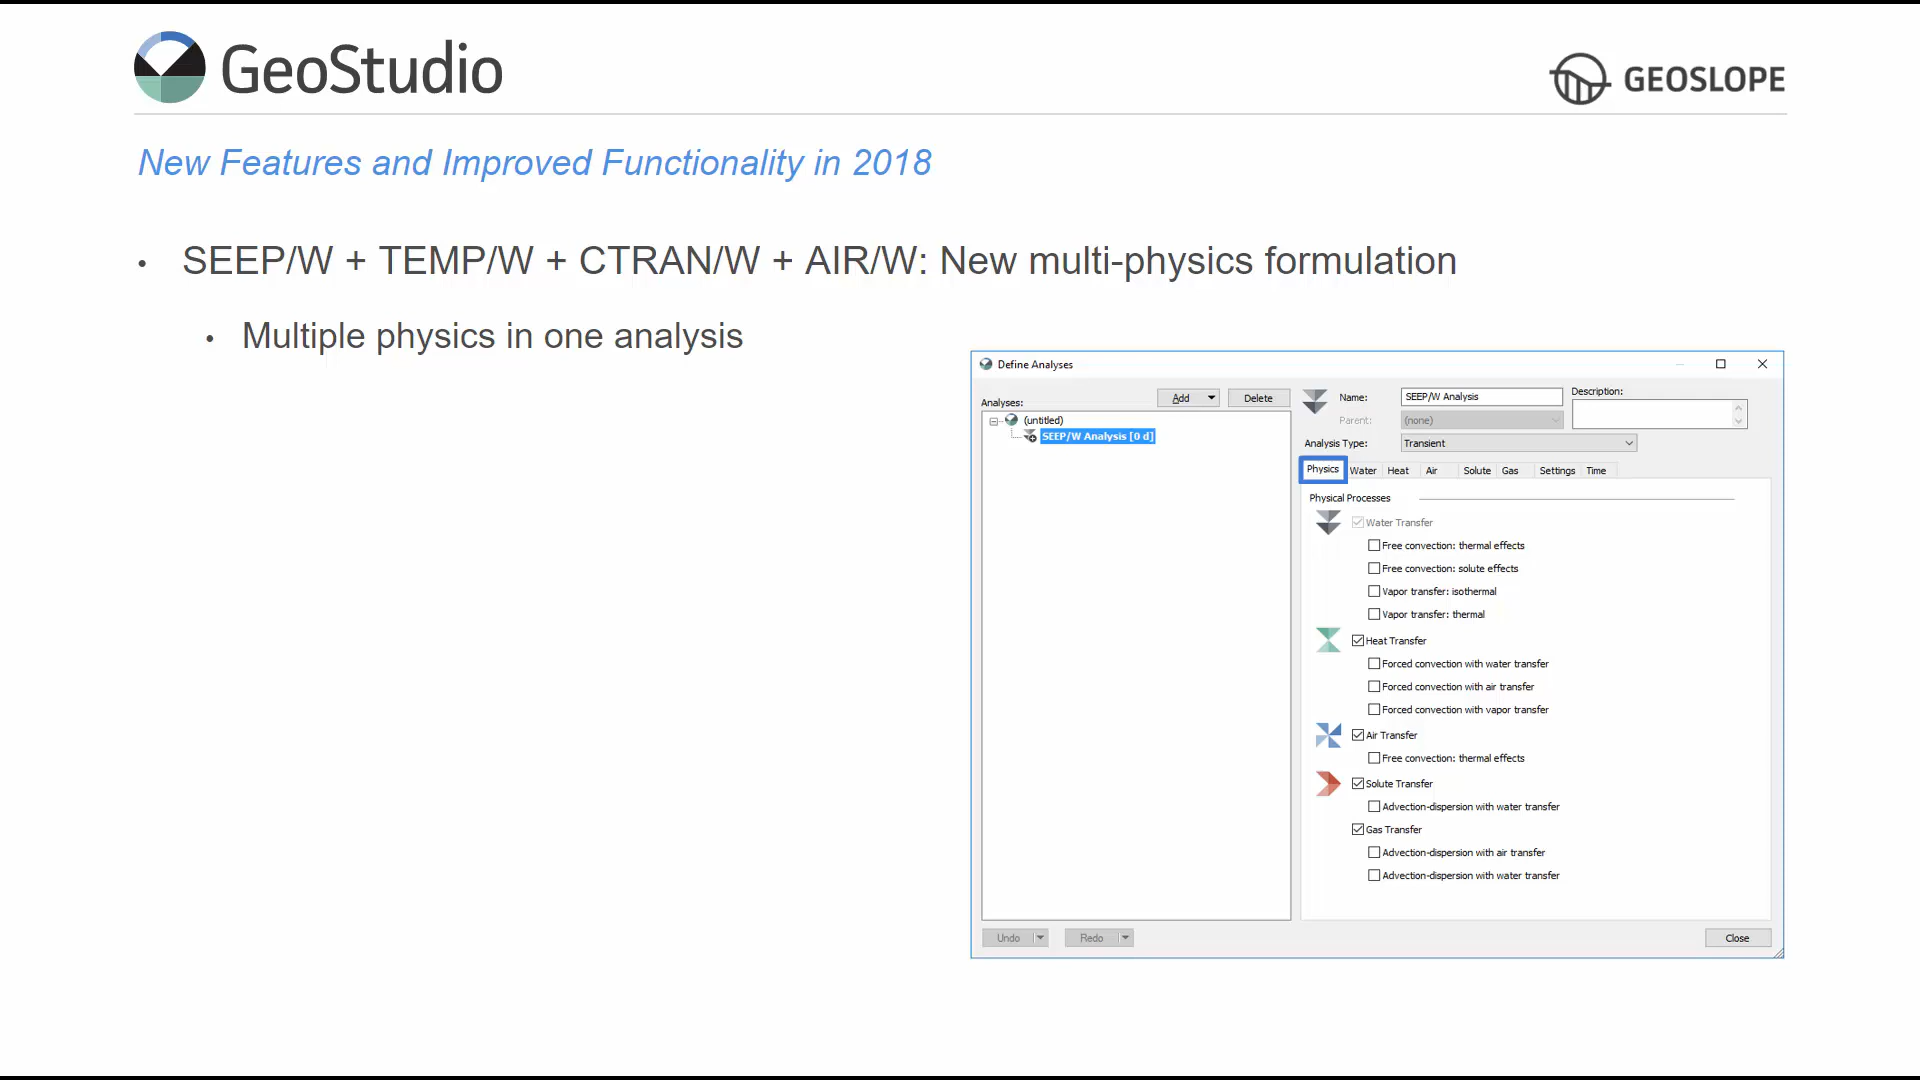 GeoStudio
GEOSLOPE
New Features and Improved Functionality in 2018
• SEEP/W + TEMP/W + CTRAN/W + AIR/W: New multi-physics formulation
• Multiple physics in one analysis
Define Analyses
Analyses:
Add
Delete
(untitled)
SEEP/W Analysis [0 d]
Name:
SEEP/W Analysis
Description:
Parent:
(none)
Analysis Type:
Transient
Physics Water Heat Air Solute Gas Settings Time
Physical Processes
Water Transfer
Free convection: thermal effects
Free convection: solute effects
Vapor transfer: isothermal
Vapor transfer: thermal
Heat Transfer
Forced convection with water transfer
Forced convection with air transfer
Forced convection with vapor transfer
Air Transfer
Free convection: thermal effects
Solute Transfer
Advection-dispersion with water transfer
Gas Transfer
Advection-dispersion with air transfer
Advection-dispersion with water transfer
Undo
Redo
Close